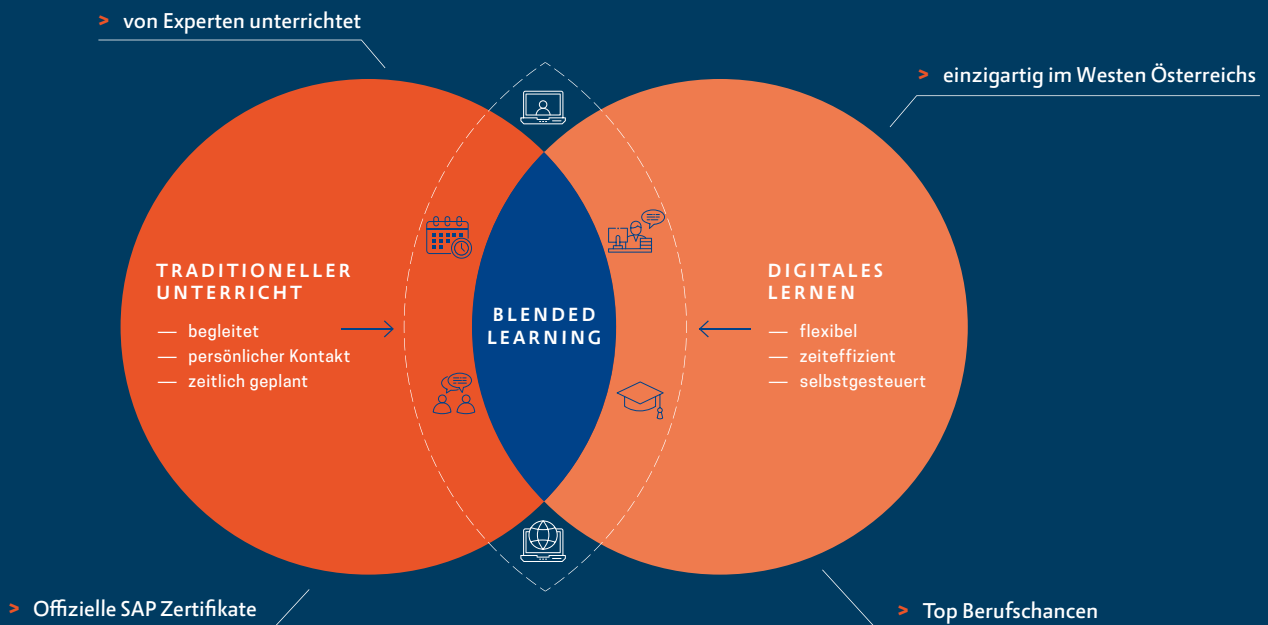 > von Experten unterrichtet
> einzigartig im Westen Österreichs
TRADITIONELLER
UNTERRICHT
— begleitet
— persönlicher Kontakt
— zeitlich geplant
BLENDED
LEARNING
DIGITALES
LERNEN
— flexibel
— zeiteffizient
— selbstgesteuert
> Offizielle SAP Zertifikate
> Top Berufschancen